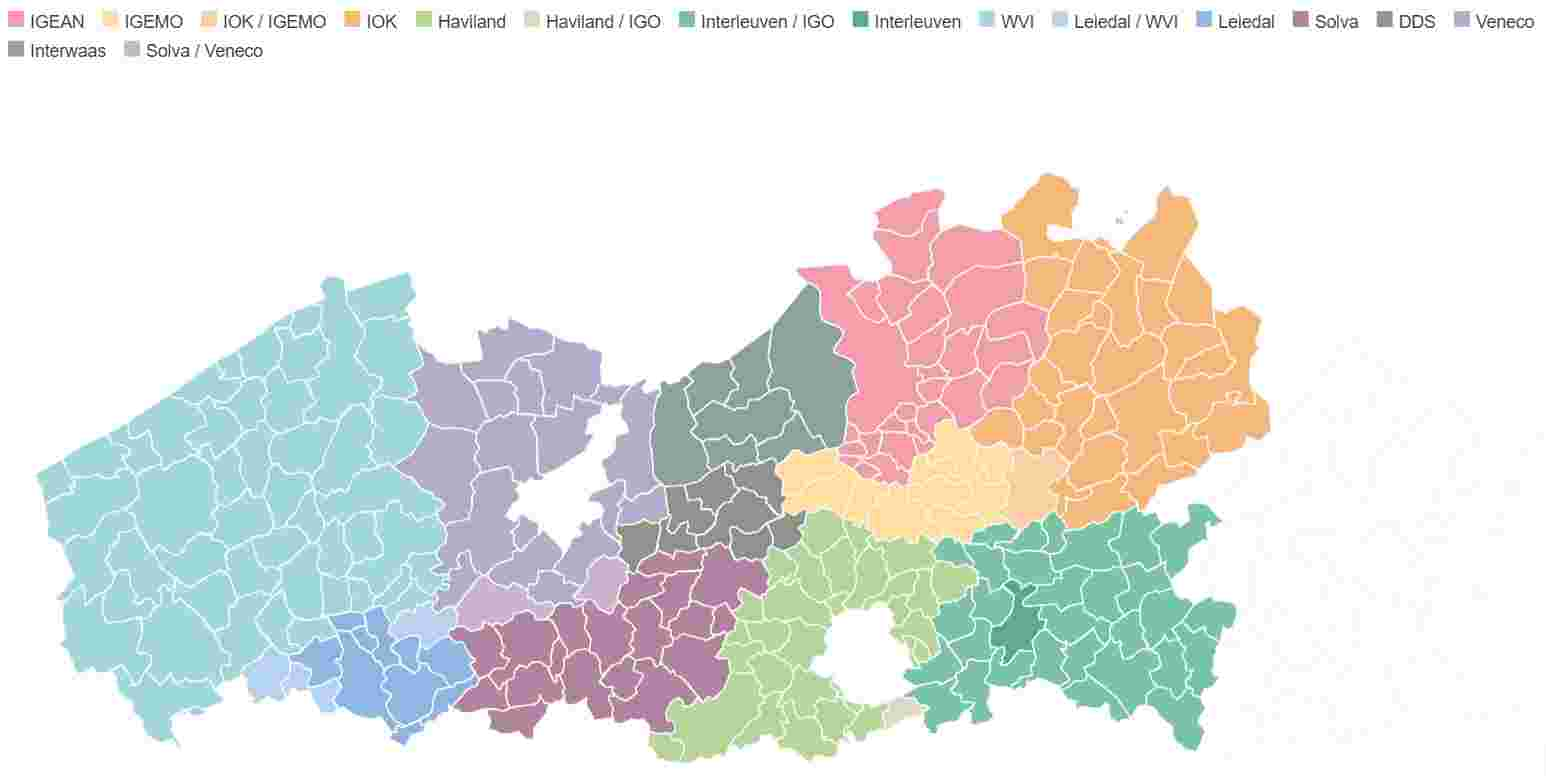 IGEAN IGEMO IOK / IGEMO IOK Haviland Haviland / IGO Interleuven / IGO Interleuven WVI Leiedal / WVI Leiedal Solva DDS Veneco
Interwaas Solva / Veneco